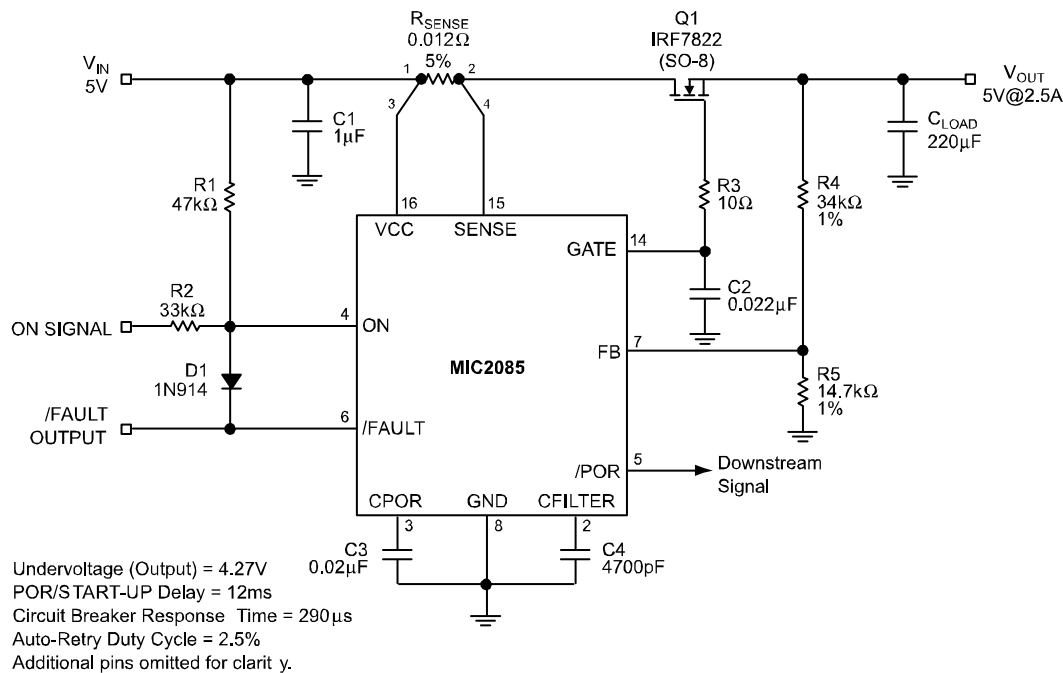 RSENSE
0.012Ω
5%
Q1
IRF7822
(SO-8)
VIN
5V
1
2
3
4
VOUT
5V@2.5A
C1
1µF
CLOAD
220µF
R1
47kΩ
R3
10Ω
R4
34kΩ
1%
16
15
VCC
SENSE
14
GATE
C2
0.022µF
R2
33kΩ
ON SIGNAL
4
ON
7
FB
MIC2085
D1
1N914
R5
14.7kΩ
1%
/FAULT
OUTPUT
6
/FAULT
/POR
5
Downstream
Signal
CPOR
GND
CFILTER
3
8
2
C3
0.02µF
C4
4700pF
Undervoltage (Output) = 4.27V
POR/START-UP Delay = 12ms
Circuit Breaker Response Time = 290µs
Auto-Retry Duty Cycle = 2.5%
Additional pins omitted for clarit y.